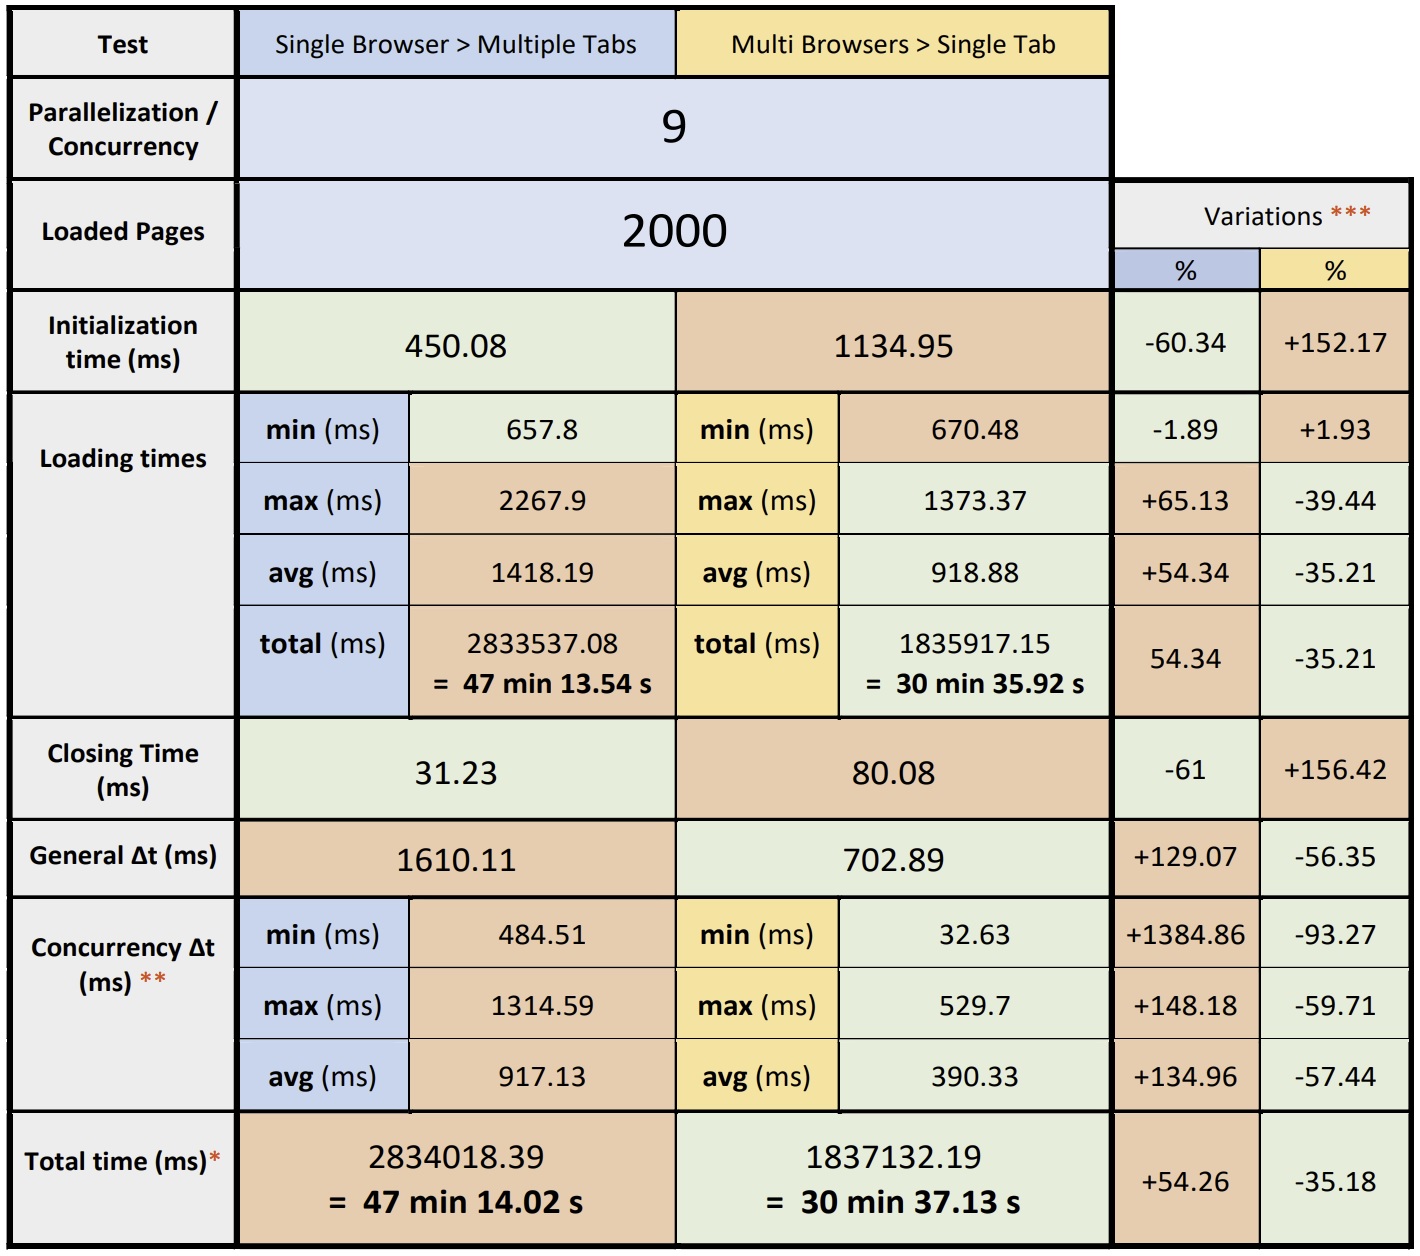 Test
Single Browser > Multiple Tabs
Multi Browsers > Single Tab
Parallelization /
Concurrency
9
Loaded Pages
2000
Variations ***
%
%
Initialization
time (ms)
450.08
1134.95
-60.34
+152.17
Loading times
min (ms)
657.8
min (ms)
670.48
-1.89
+1.93
max (ms)
2267.9
max (ms)
1373.37
+65.13
-39.44
avg (ms)
1418.19
avg (ms)
918.88
+54.34
-35.21
total (ms)
2833537.08
= 47 min 13.54 s
total (ms)
1835917.15
= 30 min 35.92 s
54.34
-35.21
Closing Time
(ms)
31.23
80.08
-61
+156.42
General Δt (ms)
1610.11
702.89
+129.07
-56.35
Concurrency Δt
(ms) **
min (ms)
484.51
min (ms)
32.63
+1384.86
-93.27
max (ms)
1314.59
max (ms)
529.7
+148.18
-59.71
avg (ms)
917.13
avg (ms)
390.33
+134.96
-57.44
Total time (ms)*
2834018.39
= 47 min 14.02 s
1837132.19
= 30 min 37.13 s
+54.26
-35.18